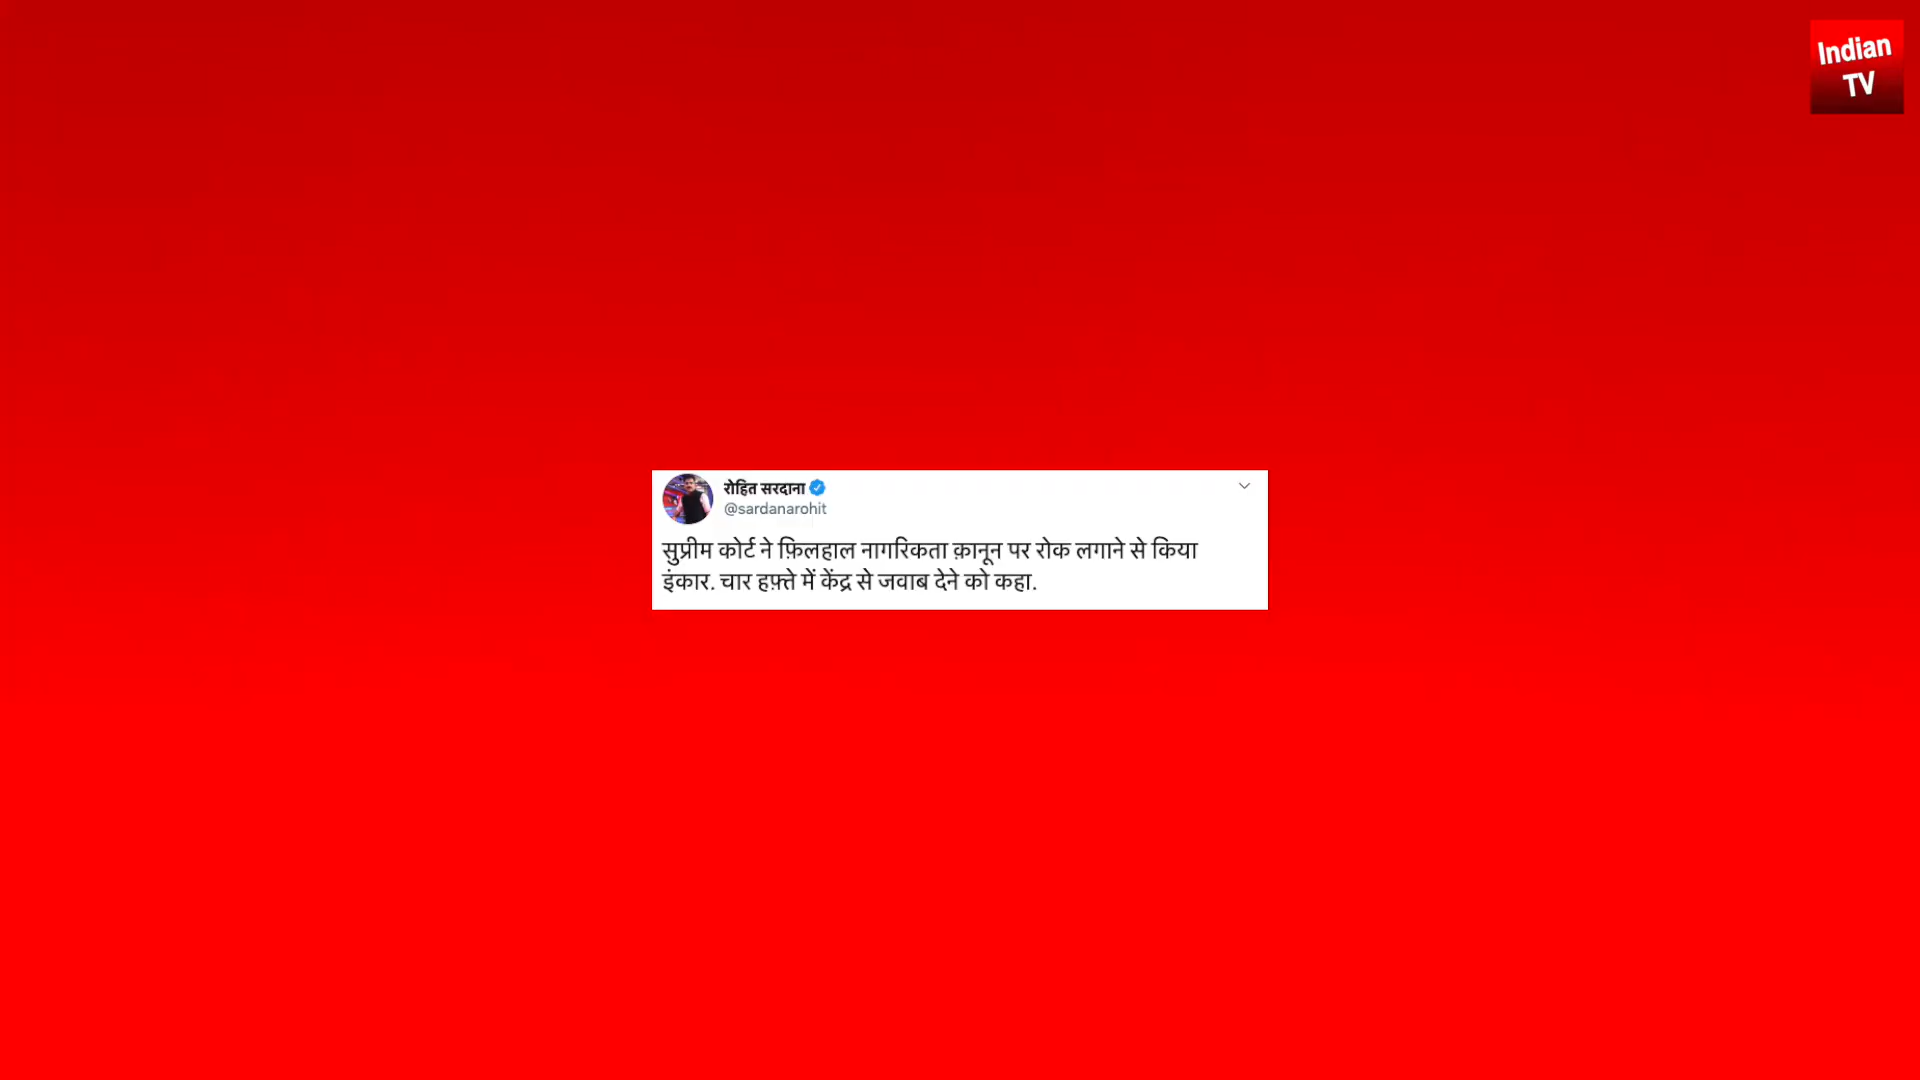 Indian
TV
रोहित सरदाना
@sardanarohit
सुप्रीम कोर्ट ने फ़िलहाल नागरिकता क़ानून पर रोक लगाने से किया
इंकार. चार हफ़्ते में केंद्र से जवाब देने को कहा.